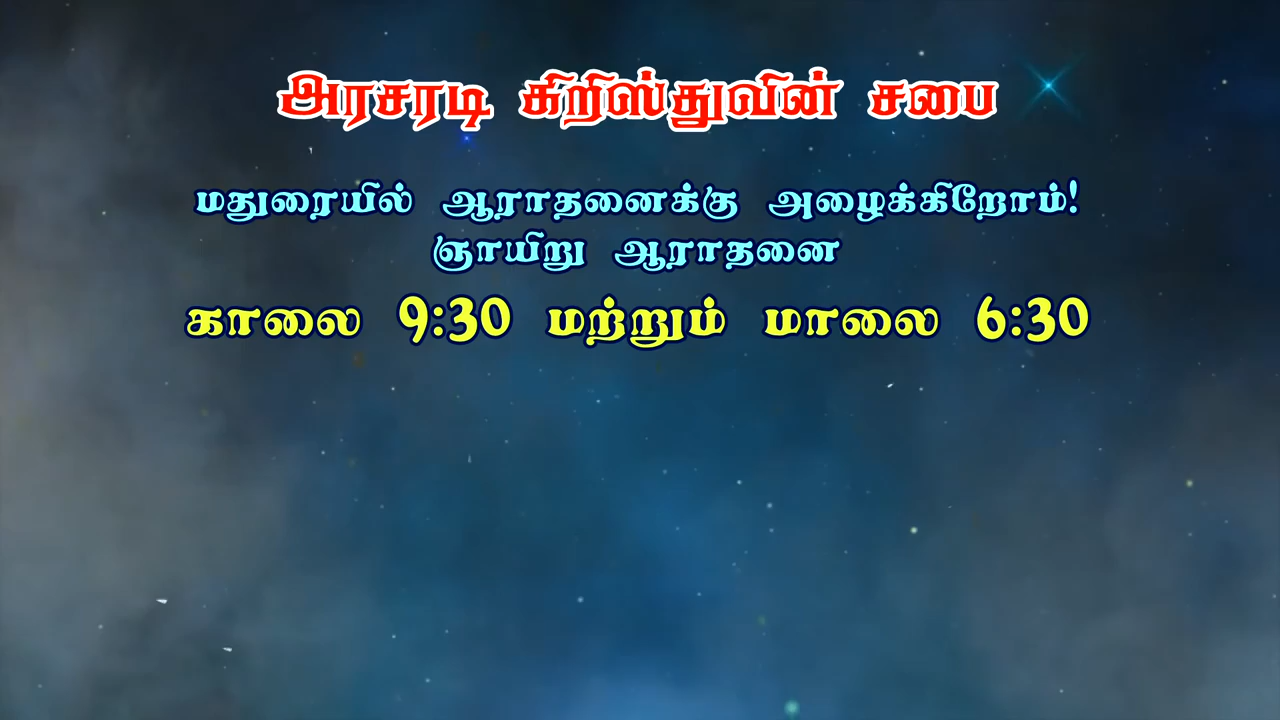 அரசரடி கிறிஸ்துவின் சபை
மதுரையில் ஆராதனைக்கு அழைக்கிறோம்!
ஞாயிறு ஆராதனை
காலை 9:30 மற்றும் மாலை 6:30